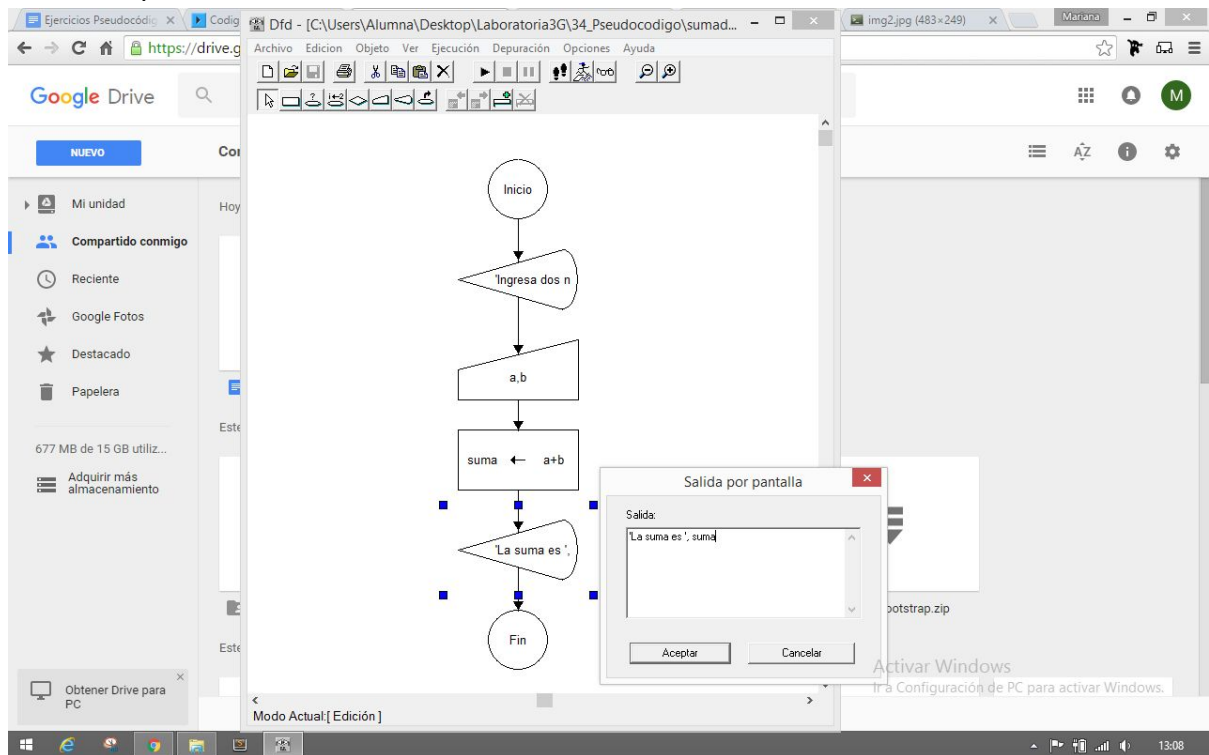 Ejercicios Pseudocódig
Codig
Dfd - [C:\Users\Alumna\Desktop\Laboratoria3G\34_Pseudocodigo\sumad...
img2.jpg (483×249)
Mariana
https://drive.g
Archivo Edicion Objeto Ver Ejecución Depuración Opciones Ayuda
Google Drive
M
NUEVO
Co
AZ
Mi unidad
Hoy
Compartido conmigo
Reciente
Google Fotos
Destacado
Papelera
Este
677 MB de 15 GB utiliz...
Adquirir más
almacenamiento
Este
Obtener Drive para
PC
Inicio
'Ingresa dos n
a,b
suma ← a+b
'La suma es ',
Fin
Salida por pantalla
Salida:
'La suma es ', suma
Aceptar Cancelar
ootstrap.zip
Activar Windows
Ir a Configuración de PC para activar Windows.
Modo Actual:[ Edición ]
13:08